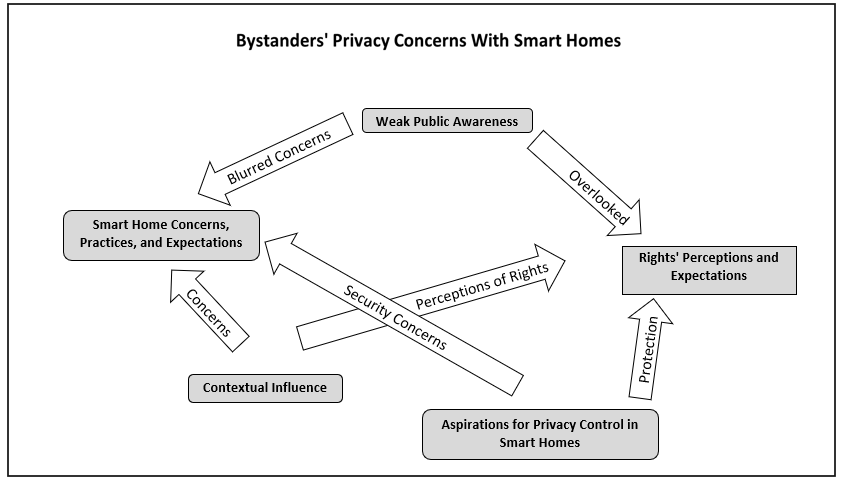 Bystanders' Privacy Concerns With Smart Homes
Weak Public Awareness
Blurred Concerns
Overlooked
Smart Home Concerns,
Practices, and Expectations
Rights' Perceptions and
Expectations
Concerns
Security Concerns
Perceptions of Rights
Protection
Contextual Influence
Aspirations for Privacy Control in
Smart Homes